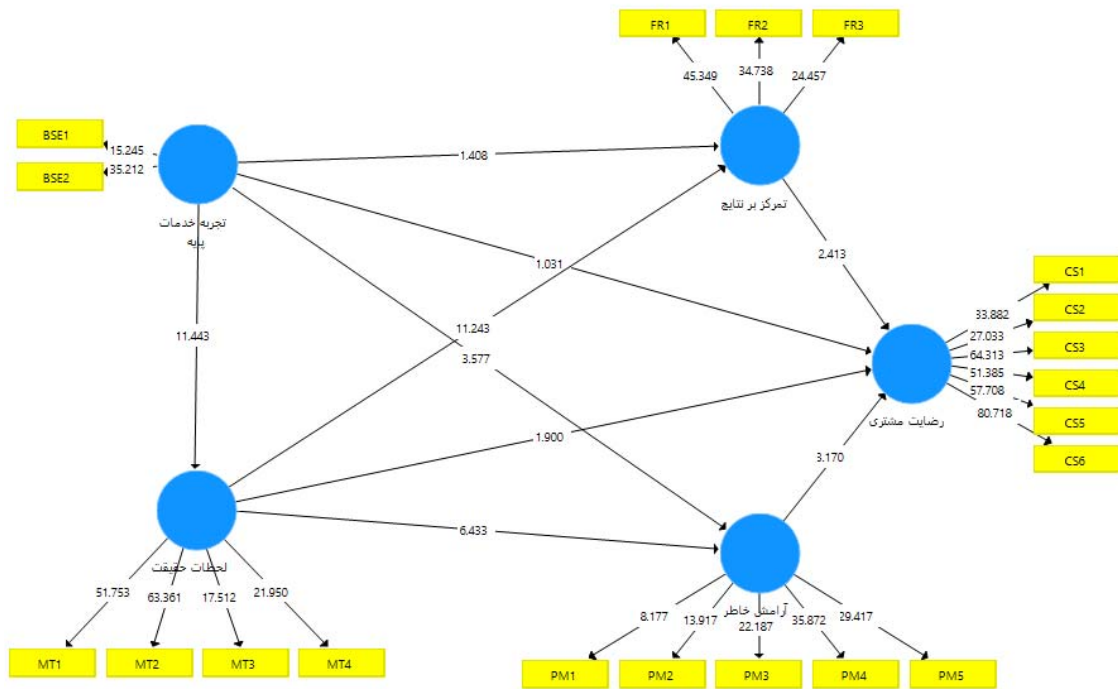 FR1
FR2
FR3
45.349
34.738
24.457
BSE1
BSE2
15.245
35.212
1.408
تجربه خدمات
پایه
تمرکز بر نتایج
1.031
2.413
11.443
11.243
3.577
CS1
CS2
CS3
CS4
CS5
CS6
33.882
27.033
64.313
51.385
57.708
80.718
رضایت مشتری
1.900
3.170
6.433
لحظات حقیقت
آرامش خاطر
51.753
63.361
17.512
21.950
8.177
13.917
22.187
35.872
29.417
MT1
MT2
MT3
MT4
PM1
PM2
PM3
PM4
PM5